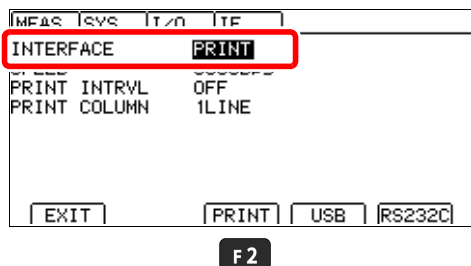 MEAS SYS I/O IF
INTERFACE PRINT
PRINT INTRVL OFF
PRINT COLUMN 1LINE
EXIT PRINT USB RS232C
F2